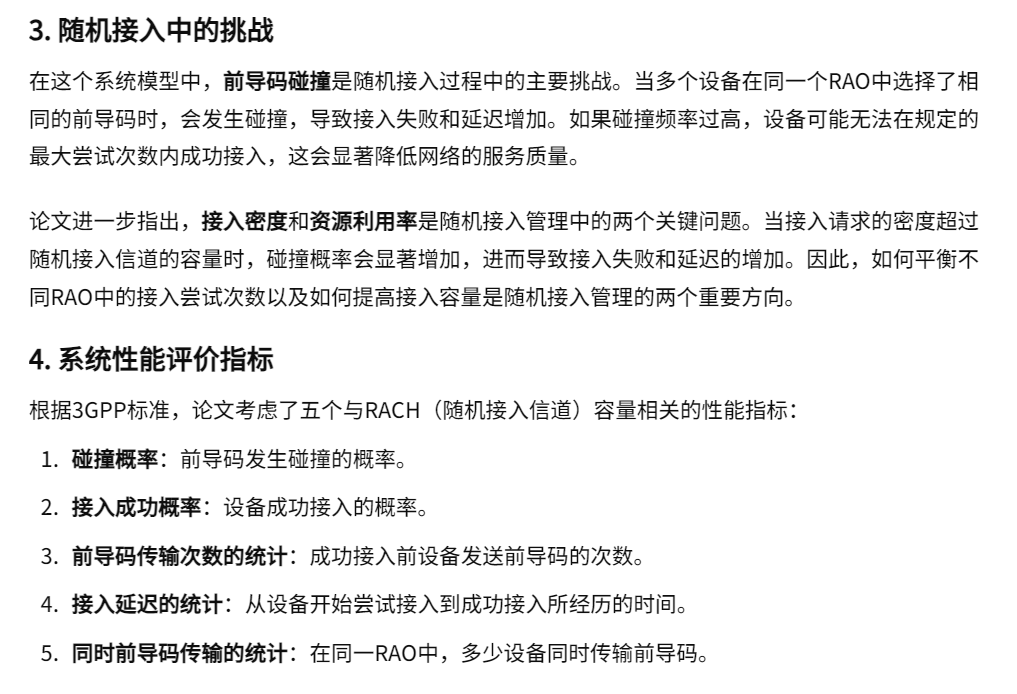 3. 随机接入中的挑战
在这个系统模型中，前导码碰撞是随机接入过程中的主要挑战。当多个设备在同一个RAO中选择了相
同的前导码时，会发生碰撞，导致接入失败和延迟增加。如果碰撞频率过高，设备可能无法在规定的
最大尝试次数内成功接入，这会显著降低网络的服务质量。
论文进一步指出，接入密度和资源利用率是随机接入管理中的两个关键问题。当接入请求的密度超过
随机接入信道的容量时，碰撞概率会显著增加，进而导致接入失败和延迟的增加。因此，如何平衡不
同RAO中的接入尝试次数以及如何提高接入容量是随机接入管理的两个重要方向。
4. 系统性能评价指标
根据3GPP标准，论文考虑了五个与RACH（随机接入信道）容量相关的性能指标：
1. 碰撞概率：前导码发生碰撞的概率。
2. 接入成功概率：设备成功接入的概率。
3. 前导码传输次数的统计：成功接入前设备发送前导码的次数。
4. 接入延迟的统计：从设备开始尝试接入到成功接入所经历的时间。
5. 同时前导码传输的统计：在同一RAO中，多少设备同时传输前导码。